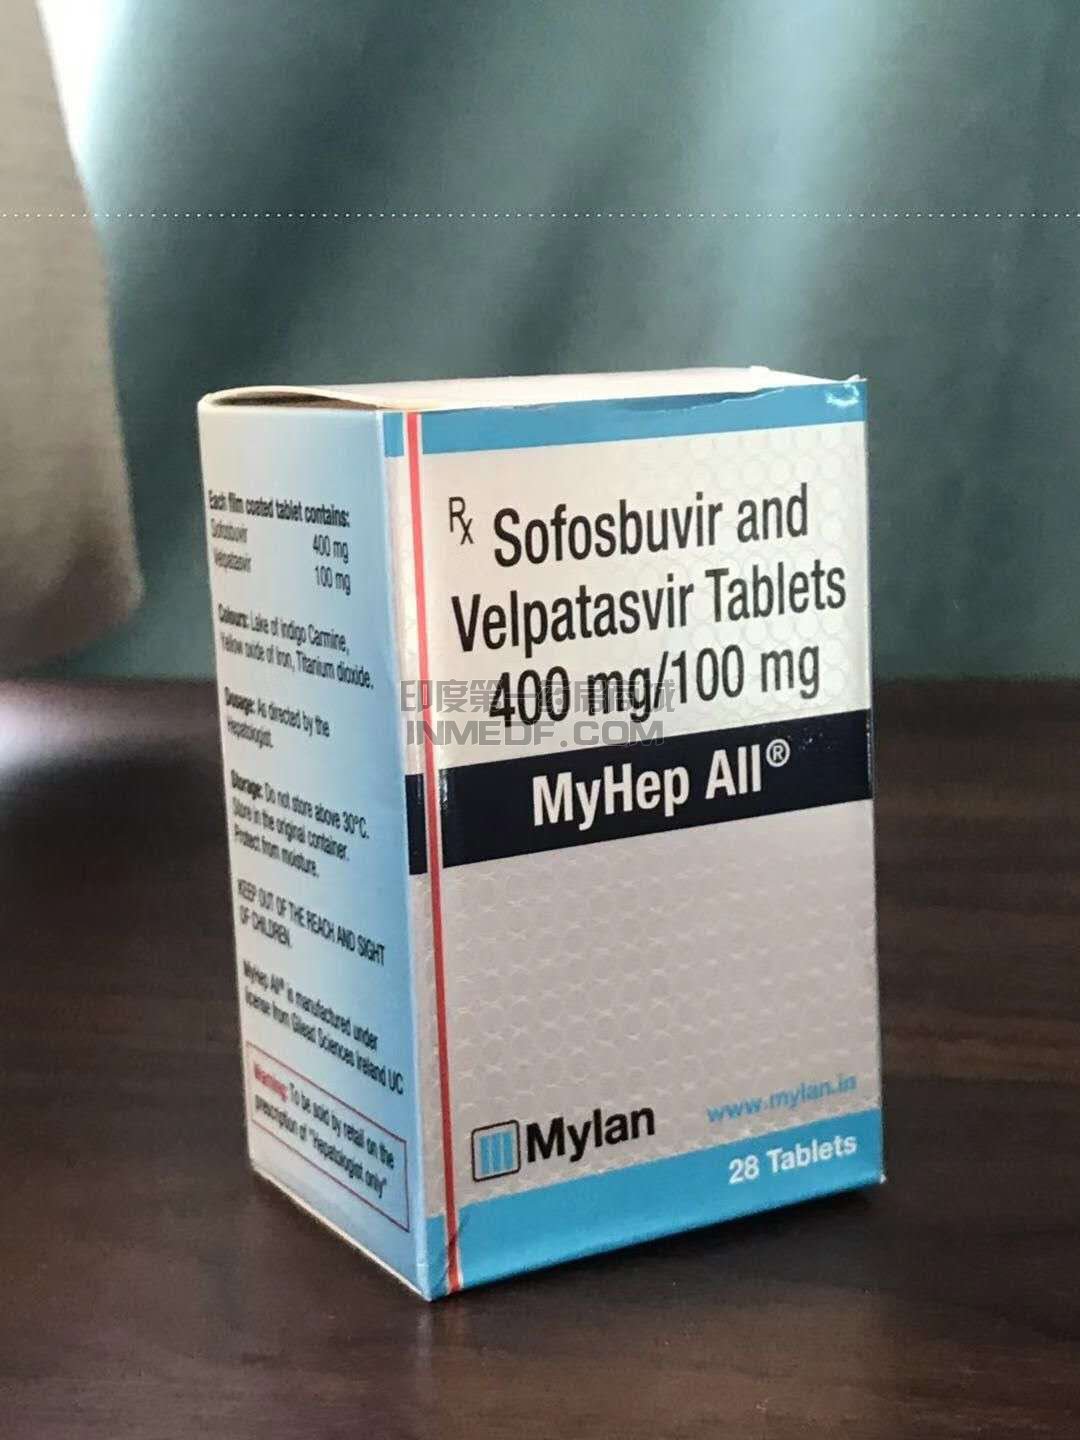 Each film coated tablet contains:
Sofosbuvir 400 mg
Velpatasvir 100 mg
Colours: Lake of Indigo Carmine,
Yellow oxide of Iron, Titanium dioxide.
Dosage: As directed by the
Hepatologist.
Storage: Do not store above 30°C.
Store in the original container.
Protect from moisture.
KEEP OUT OF THE REACH AND SIGHT
OF CHILDREN.
MyHep All® is manufactured under
license from Gilead Sciences Ireland UC
Warning: To be sold by retail on the
prescription of "Hepatologist only"
Rx Sofosbuvir and
Velpatasvir Tablets
400 mg/100 mg
印度第一药房商城
INMEDF.COM
MyHep All®
Mylan
www.mylan.in
28 Tablets